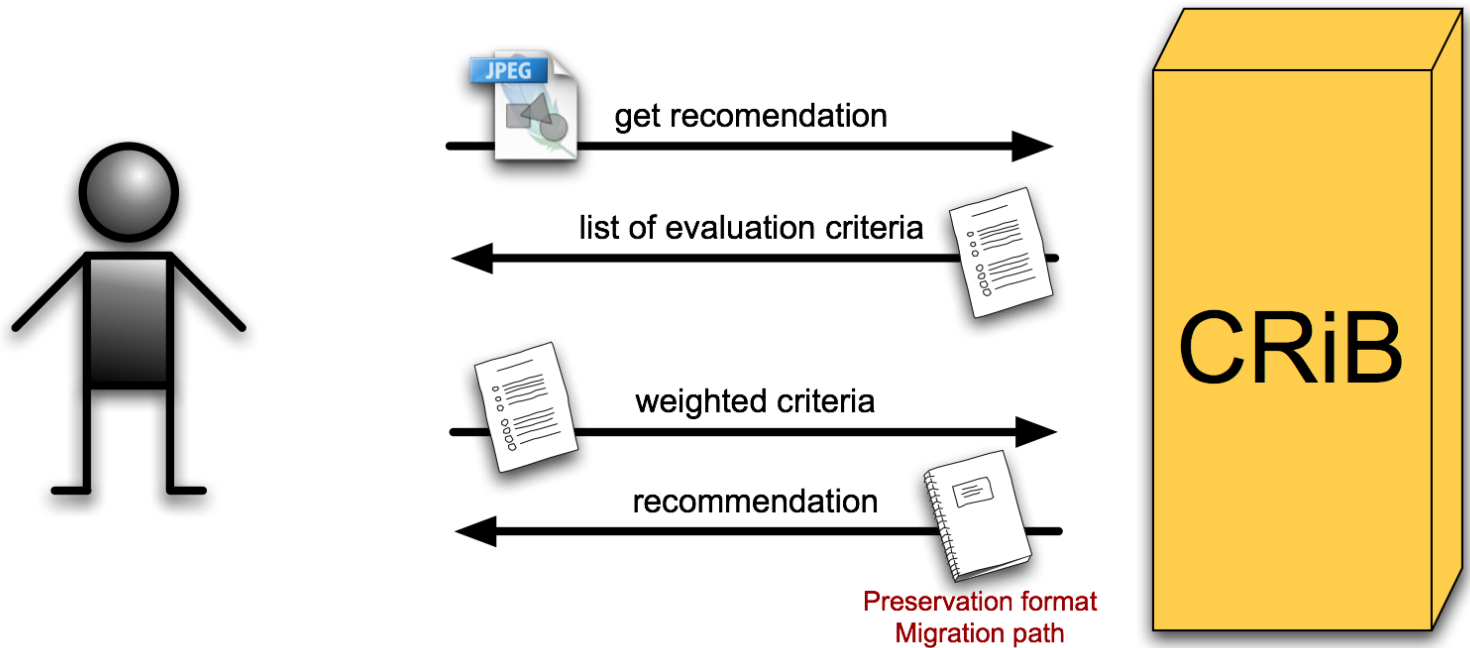 JPEG
get recomendation
list of evaluation criteria
CRiB
weighted criteria
recommendation
Preservation format
Migration path